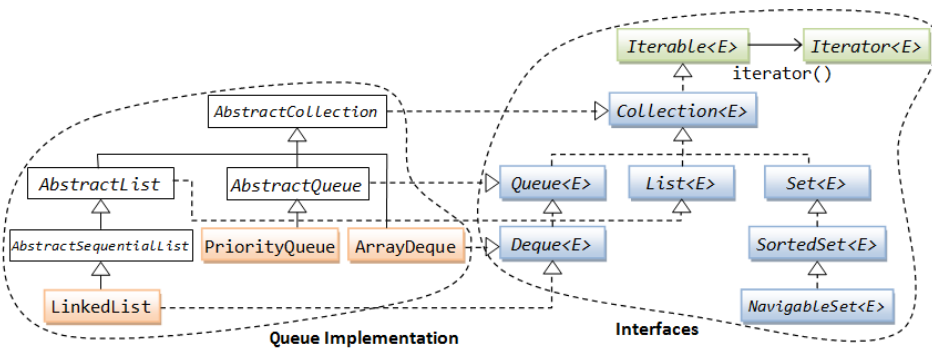 Iterable<E>
Iterator<E>
iterator()
AbstractCollection
Collection<E>
AbstractList
AbstractQueue
Queue<E>
List<E>
Set<E>
AbstractSequentialList
PriorityQueue
ArrayDeque
Deque<E>
SortedSet<E>
LinkedList
NavigableSet<E>
Queue Implementation
Interfaces